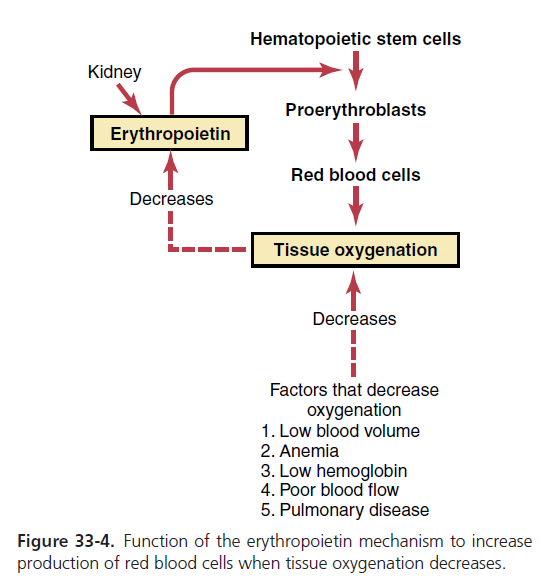 Hematopoietic stem cells
Kidney
Proerythroblasts
Erythropoietin
Red blood cells
Decreases
Tissue oxygenation
Decreases
Factors that decrease
oxygenation
1. Low blood volume
2. Anemia
3. Low hemoglobin
4. Poor blood flow
5. Pulmonary disease
Figure 33-4. Function of the erythropoietin mechanism to increase
production of red blood cells when tissue oxygenation decreases.